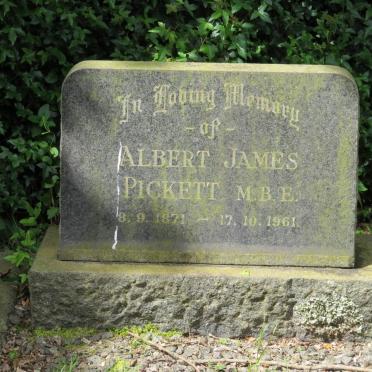 In Loving Memory
- of -
ALBERT JAMES
PICKETT M.B.E.
8.9.1871 - 17.10.1961